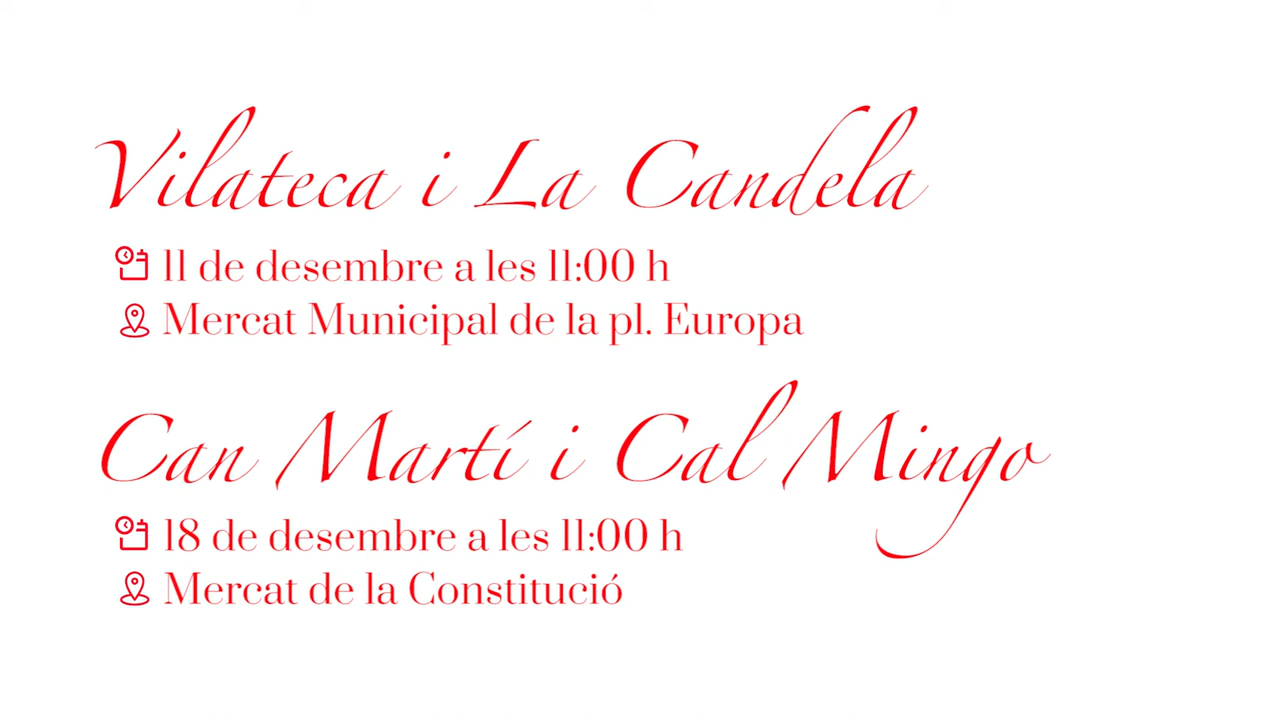 Vilateca i La Candela
11 de desembre a les 11:00 h
Mercat Municipal de la pl. Europa
Can Martí i Cal Mingo
18 de desembre a les 11:00 h
Mercat de la Constitució